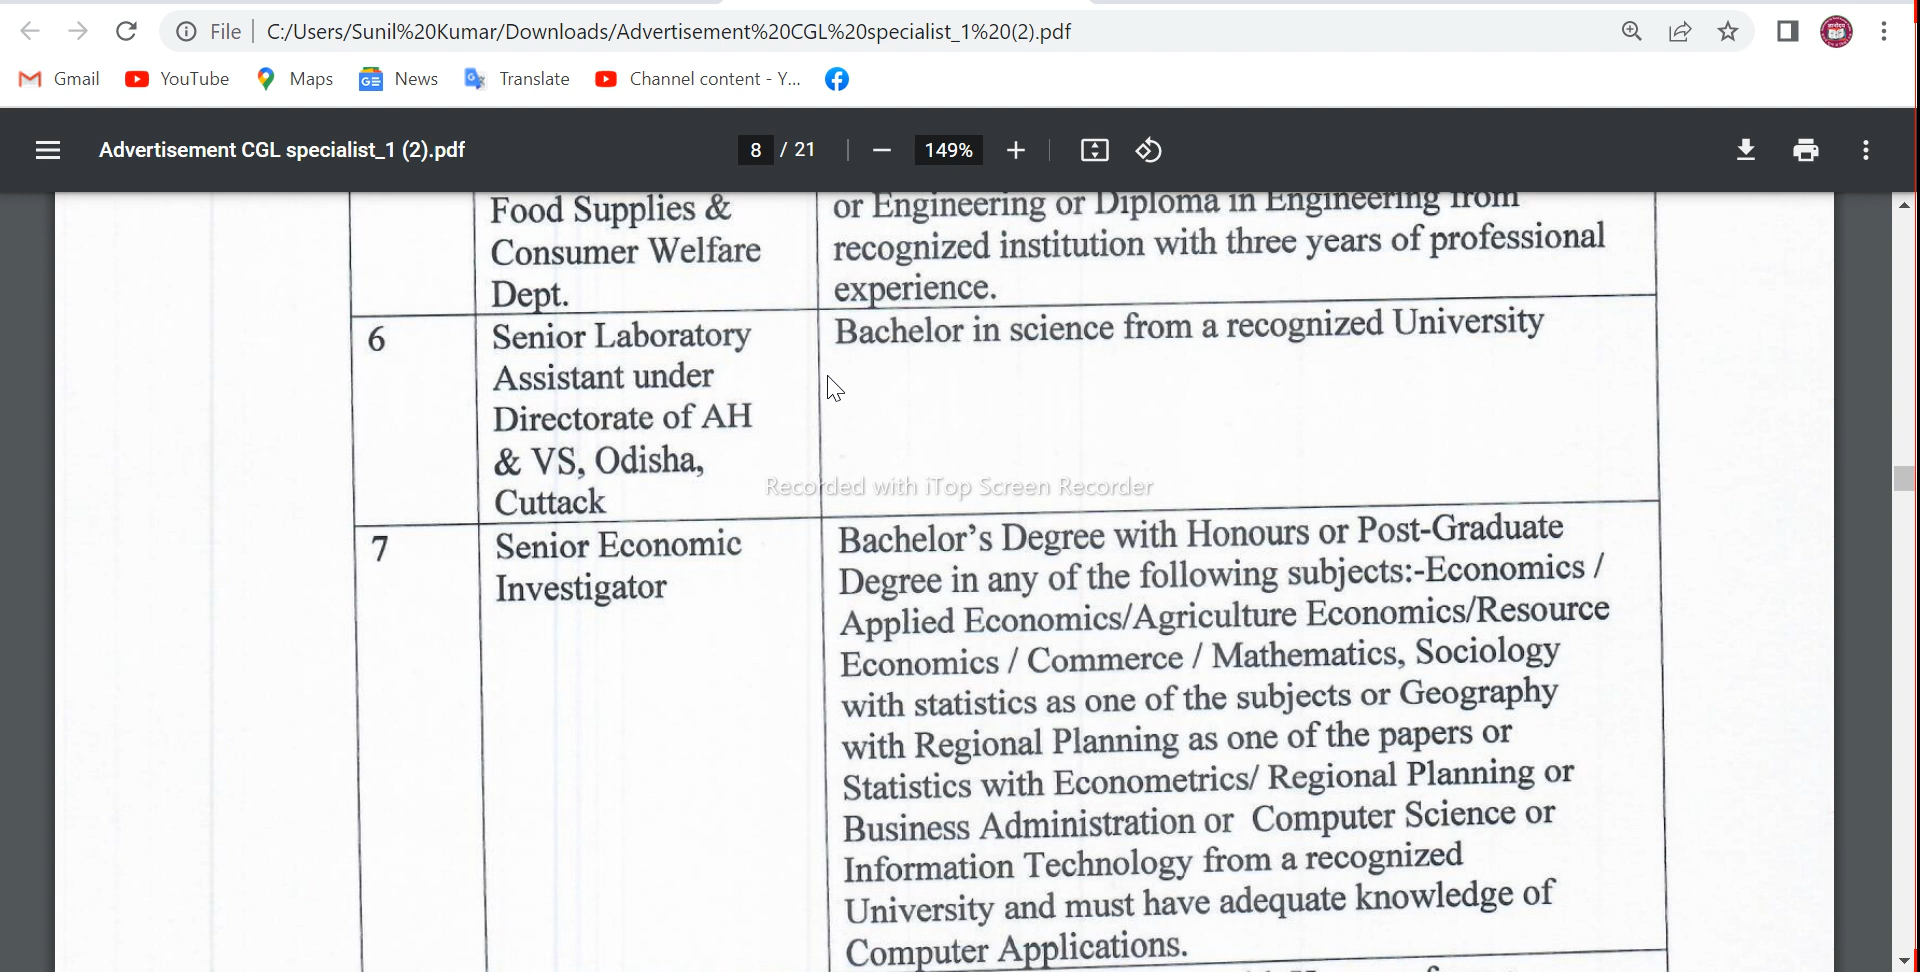 File C:/Users/Sunil%20Kumar/Downloads/Advertisement%20CGL%20specialist_1%20(2).pdf
Gmail YouTube Maps GE News Translate Channel content - Y...
Advertisement CGL specialist_1 (2).pdf 8 / 21 149%
Food Supplies & or Engineering or Diploma in Engineering from
Consumer Welfare recognized institution with three years of professional
Dept. experience.
6 Senior Laboratory Bachelor in science from a recognized University
Assistant under
Directorate of AH
& VS, Odisha,
Recorded with iTop Screen Recorder
Cuttack
7 Senior Economic Bachelor’s Degree with Honours or Post-Graduate
Investigator Degree in any of the following subjects:-Economics /
Applied Economics/Agriculture Economics/Resource
Economics / Commerce / Mathematics, Sociology
with statistics as one of the subjects or Geography
with Regional Planning as one of the papers or
Statistics with Econometrics/ Regional Planning or
Business Administration or Computer Science or
Information Technology from a recognized
University and must have adequate knowledge of
Computer Applications.